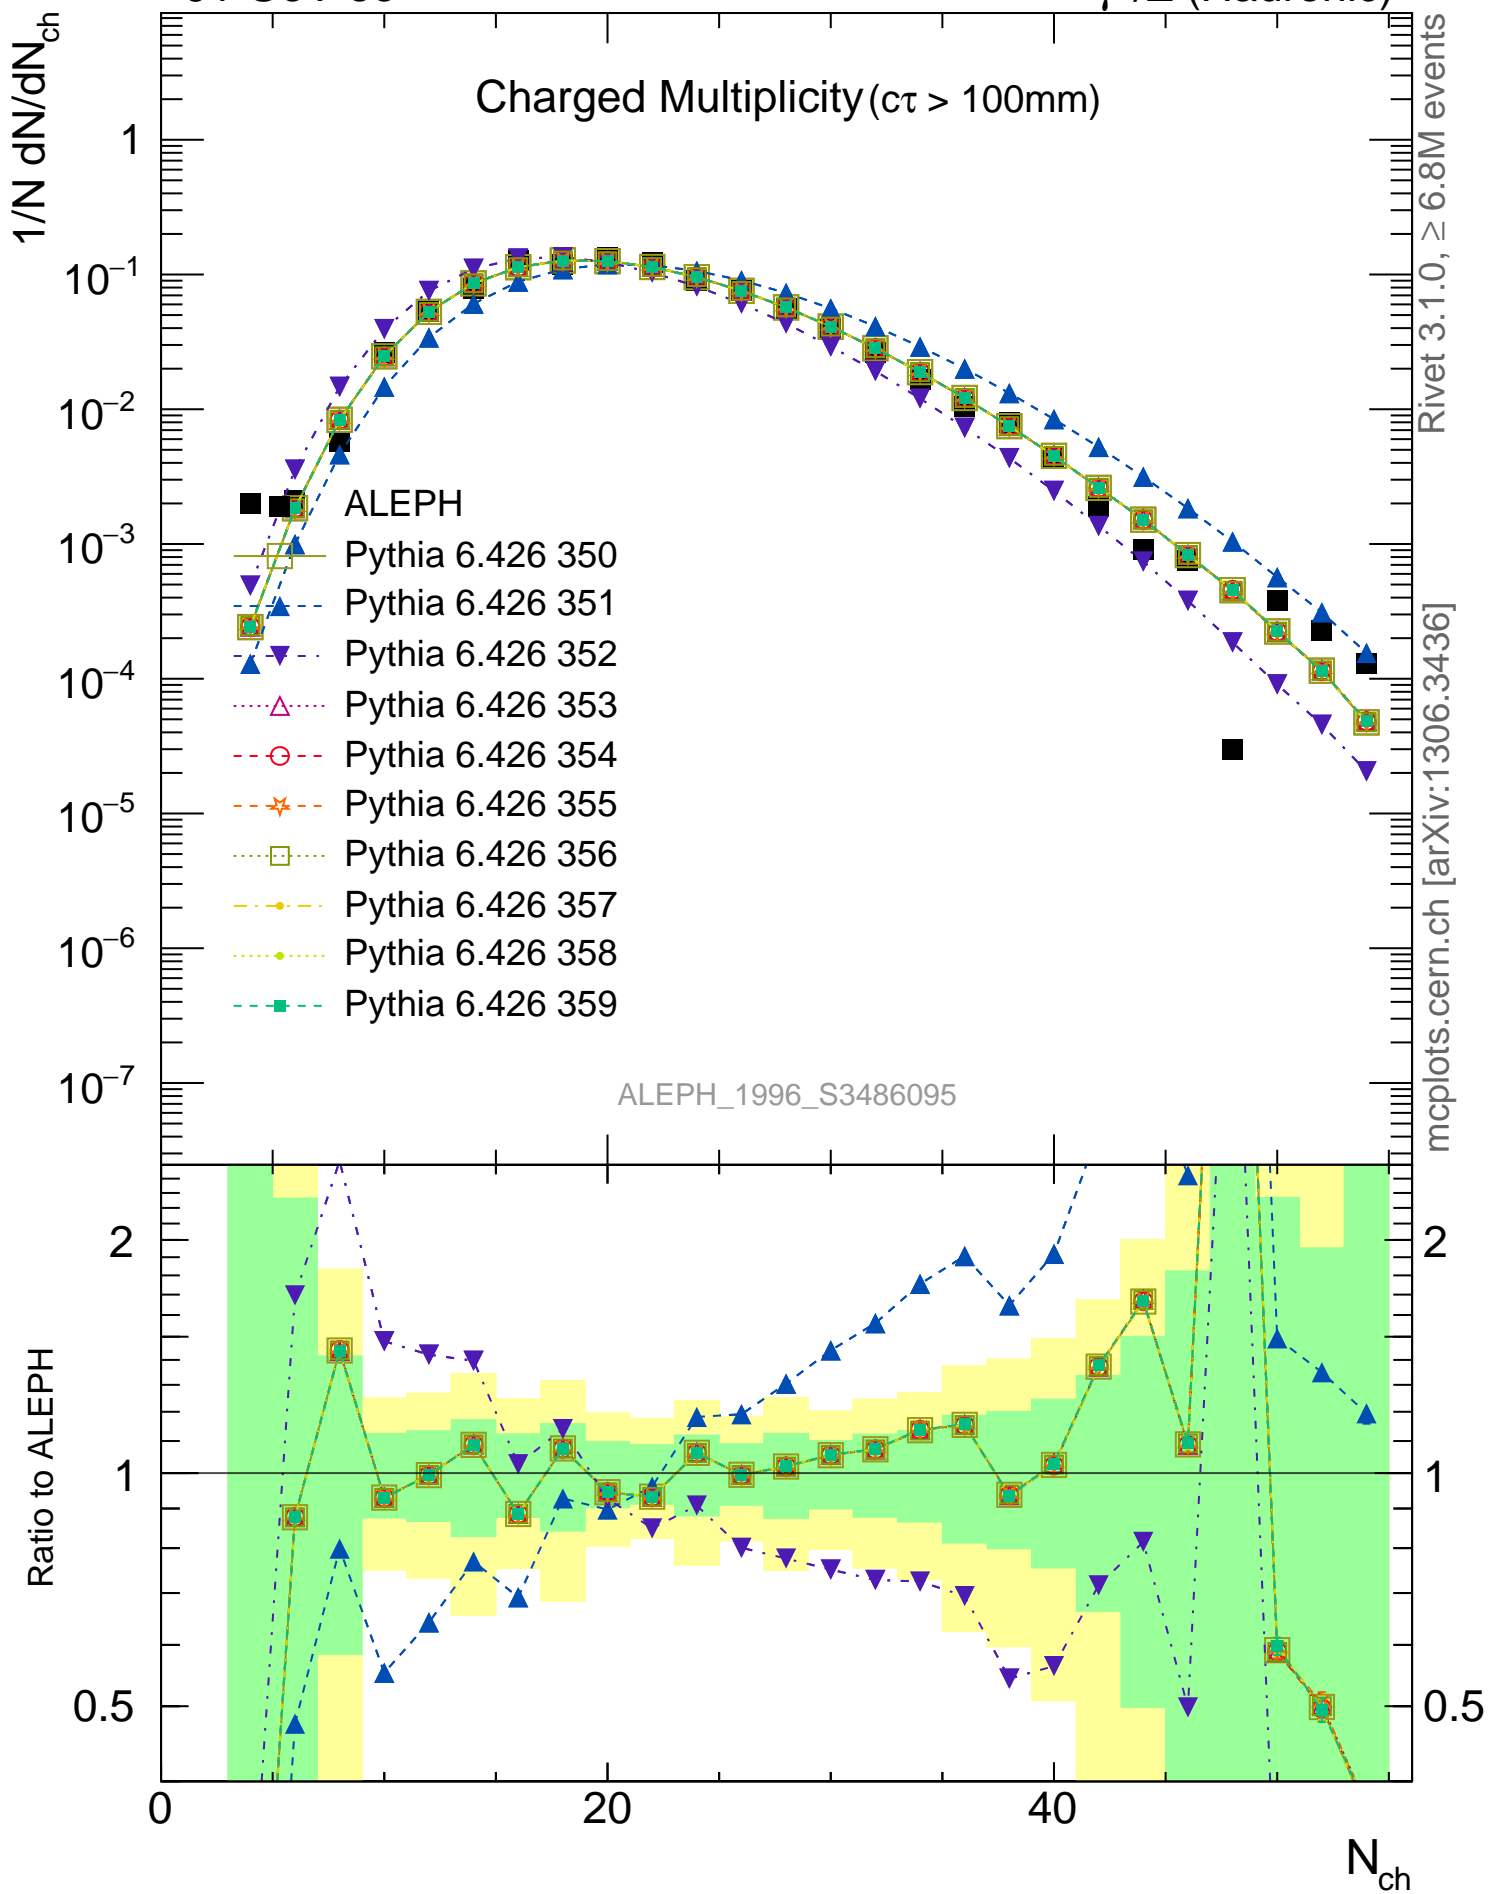 1/N dN/dNch
Charged Multiplicity (cτ > 100mm)
1
10−1
10−2
10−3
10−4
10−5
10−6
10−7
ALEPH
Pythia 6.426 350
Pythia 6.426 351
Pythia 6.426 352
Pythia 6.426 353
Pythia 6.426 354
Pythia 6.426 355
Pythia 6.426 356
Pythia 6.426 357
Pythia 6.426 358
Pythia 6.426 359
ALEPH_1996_S3486095
Rivet 3.1.0, ≥ 6.8M events
mcplots.cern.ch [arXiv:1306.3436]
Ratio to ALEPH
2
1
0.5
2
1
0.5
0
20
40
Nch